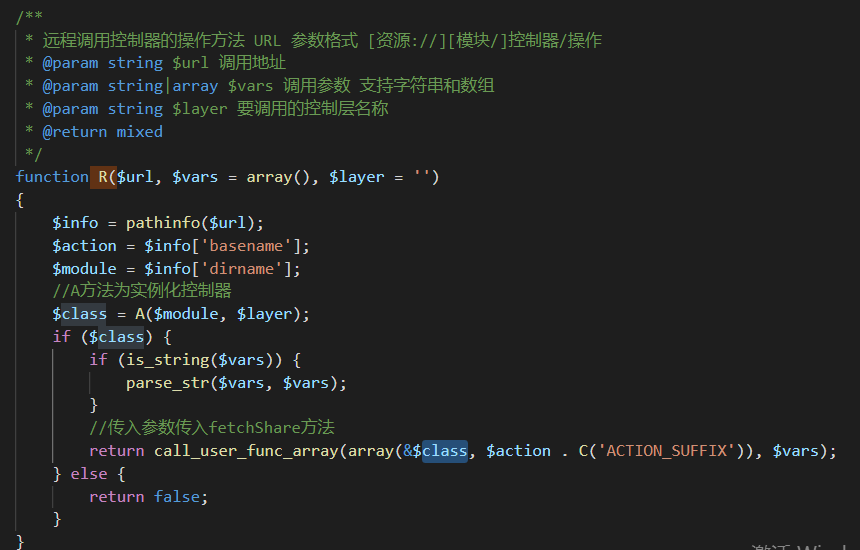 /**
 * 远程调用控制器的操作方法 URL 参数格式 [资源://][模块/]控制器/操作
 * @param string $url 调用地址
 * @param string|array $vars 调用参数 支持字符串和数组
 * @param string $layer 要调用的控制层名称
 * @return mixed
 */
function R($url, $vars = array(), $layer = '')
{
    $info = pathinfo($url);
    $action = $info['basename'];
    $module = $info['dirname'];
    //A方法为实例化控制器
    $class = A($module, $layer);
    if ($class) {
        if (is_string($vars)) {
            parse_str($vars, $vars);
        }
        //传入参数传入fetchShare方法
        return call_user_func_array(array(&$class, $action . C('ACTION_SUFFIX')), $vars);
    } else {
        return false;
    }
}